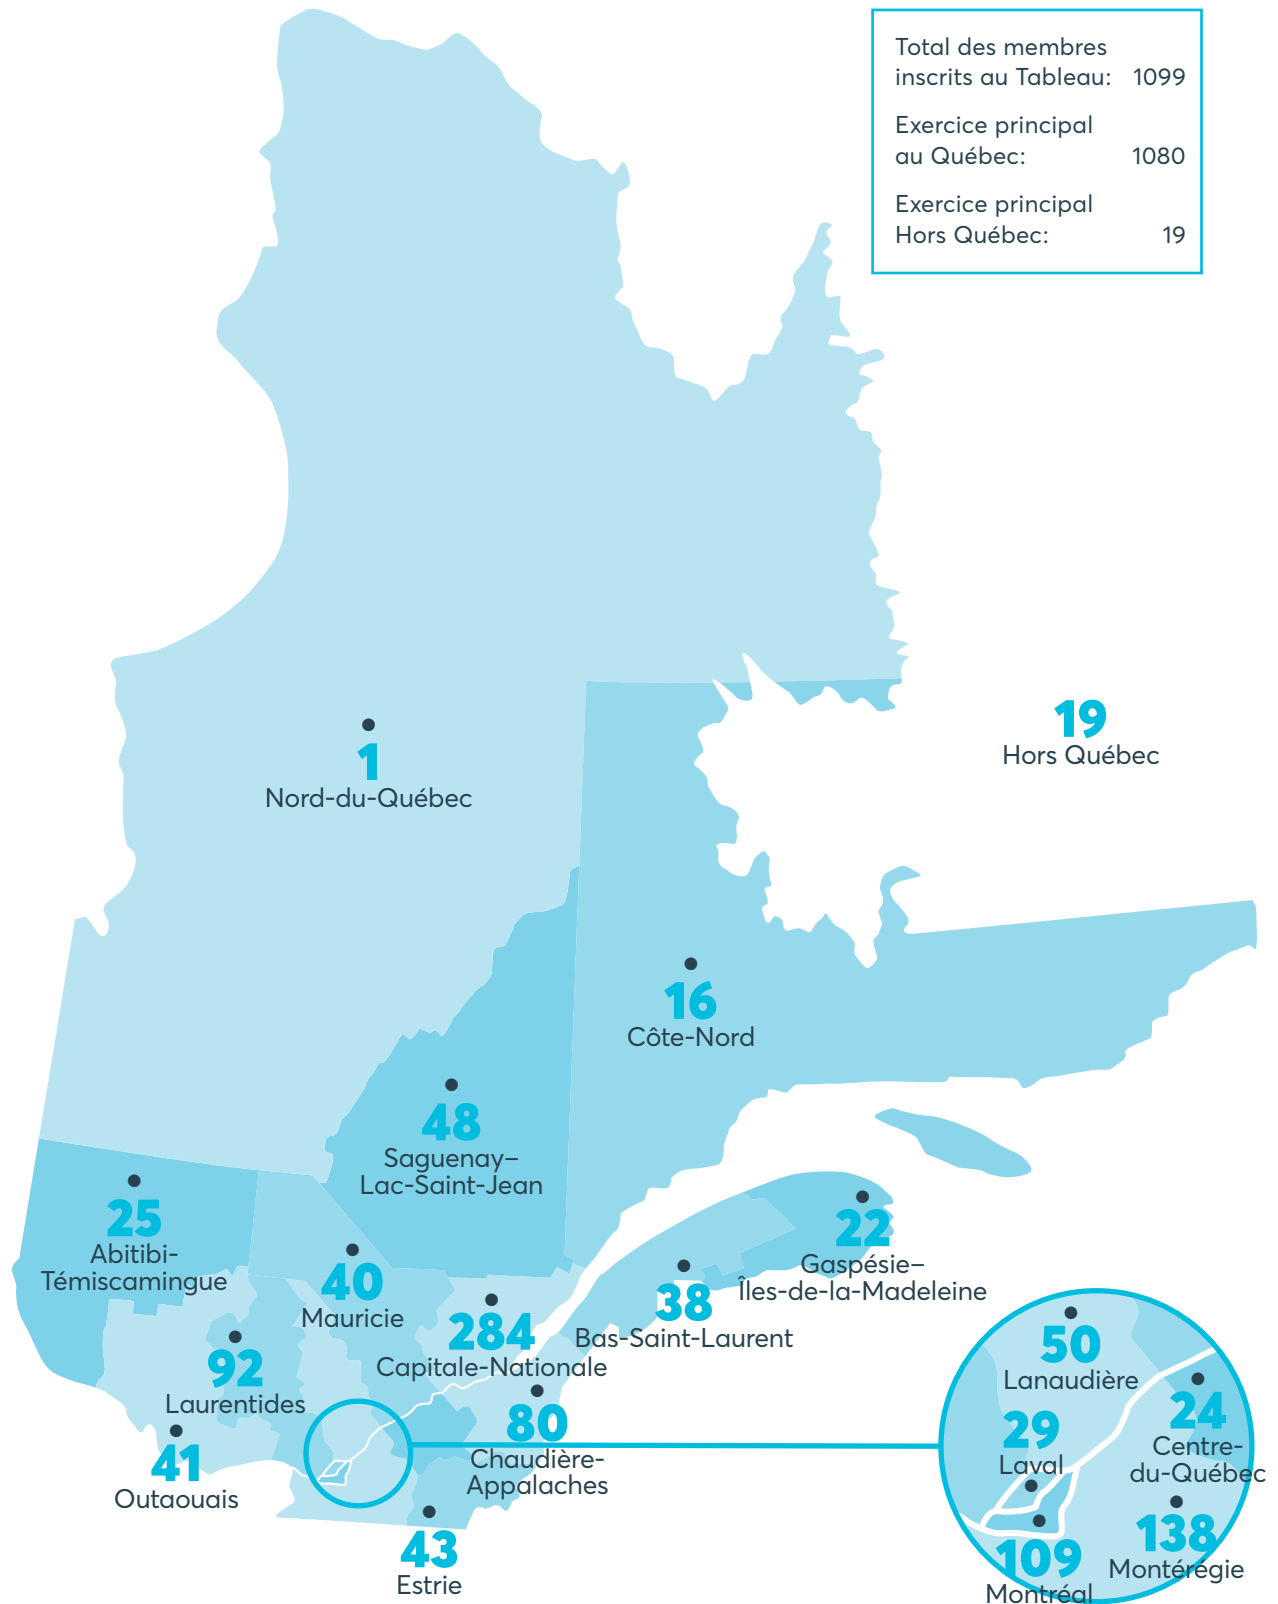 Total des membres
inscrits au Tableau: 1099
Exercice principal
au Québec: 1080
Exercice principal
Hors Québec: 19
19
Hors Québec
1
Nord-du-Québec
16
Côte-Nord
48
Saguenay–
Lac-Saint-Jean
25
Abitibi-
Témiscamingue
22
Gaspésie–
Îles-de-la-Madeleine
40
Mauricie
38
Bas-Saint-Laurent
284
Capitale-Nationale
92
Laurentides
80
Chaudière-
Appalaches
41
Outaouais
43
Estrie
50
Lanaudière
24
Centre-
du-Québec
29
Laval
138
Montérégie
109
Montréal